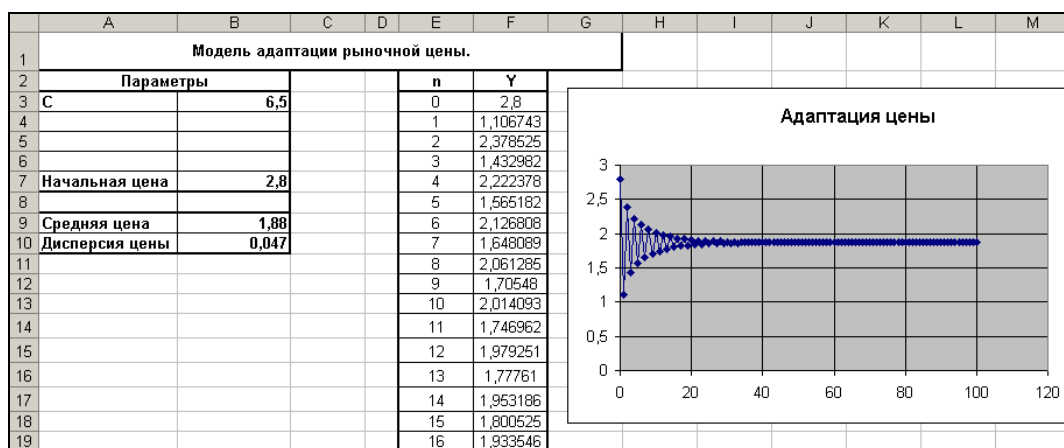 A B C D E F G H I J K L M
1 Модель адаптации рыночной цены.
2 Параметры n Y
3 C 6,5 0 2,8
4 1 1,106743
5 2 2,378525
6 3 1,432982
7 Начальная цена 2,8 4 2,222378
8 5 1,565182
9 Средняя цена 1,88 6 2,126808
10 Дисперсия цены 0,047 7 1,648089
11 8 2,061285
12 9 1,70548
13 10 2,014093
14 11 1,746962
15 12 1,979251
16 13 1,77761
17 14 1,953186
18 15 1,800525
19 16 1,933546
Адаптация цены
3
2,5
2
1,5
1
0,5
0
0 20 40 60 80 100 120